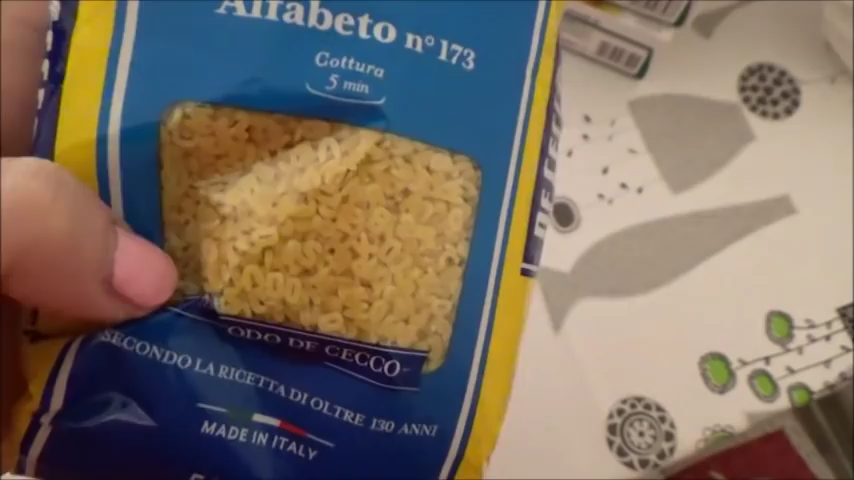 Alfabeto n° 173
Cottura
5 min
ODO DE CECCO
SECONDO LA RICETTA DI OLTRE 130 ANNI
MADE IN ITALY